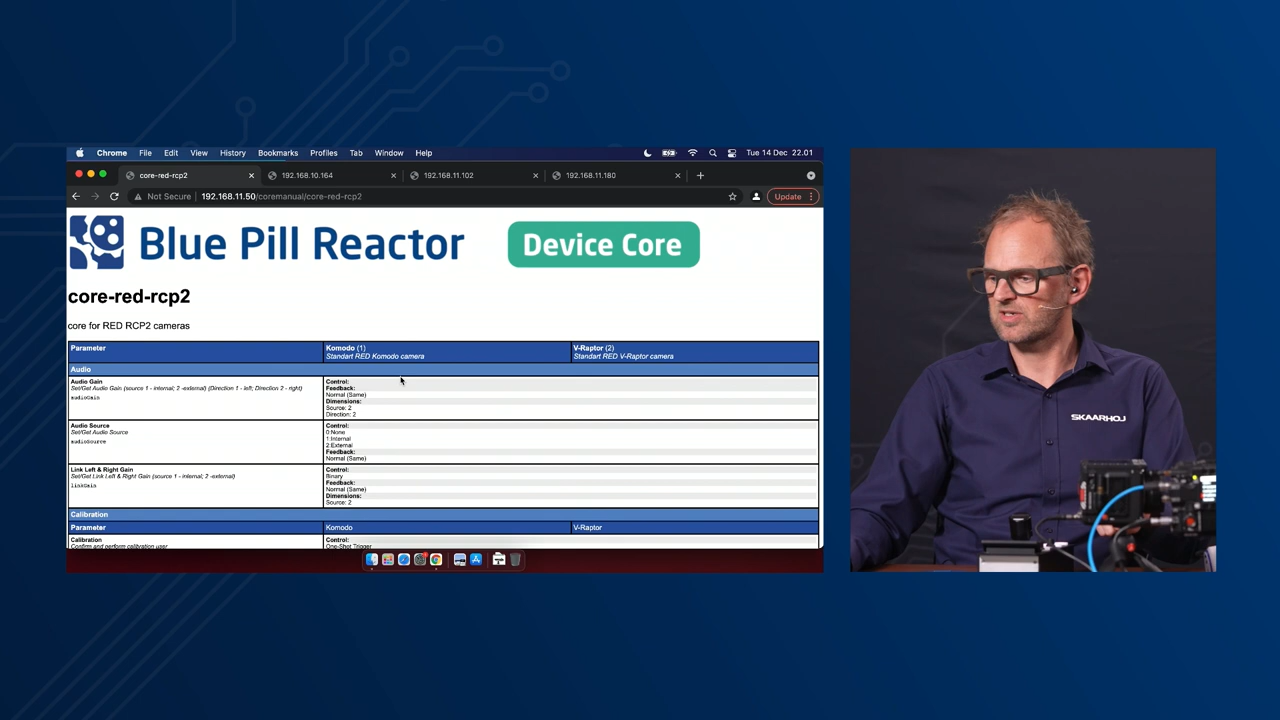 Chrome File Edit View History Bookmarks Profiles Tab Window Help Tue 14 Dec 22.01
core-red-rcp2 192.168.10.164 192.168.11.102 192.168.11.180
Not Secure 192.168.11.50/coremanual/core-red-rcp2 Update
Blue Pill Reactor Device Core
core-red-rcp2
core for RED RCP2 cameras
Parameter Komodo (1) V-Raptor (2)
Standart RED Komodo camera Standart RED V-Raptor camera
Audio
Audio Gain
Set/Get Audio Gain (source 1 - internal; 2 -external) (Direction 1 - left; Direction 2 - right)
audioGain
Control:
Feedback:
Normal (Same)
Dimensions:
Source: 2
Direction: 2
Audio Source
Set/Get Audio Source
audioSource
Control:
0:None
1:Internal
2:External
Feedback:
Normal (Same)
Link Left & Right Gain
Set/Get Link Left & Right Gain (source 1 - internal; 2 -external)
linkGain
Control:
Binary
Feedback:
Normal (Same)
Dimensions:
Source: 2
Calibration
Parameter Komodo V-Raptor
Calibration
Confirm and perform calibration user
Control:
One-Shot Trigger
SKAARHOJ